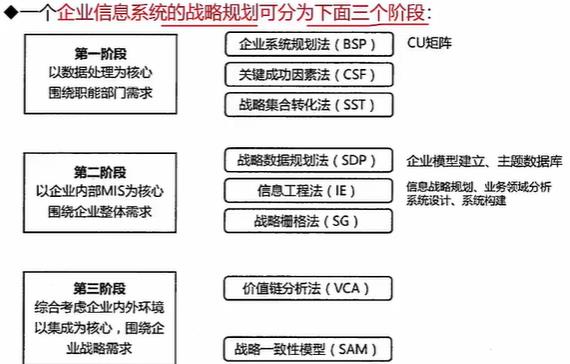 ◆一个企业信息系统的战略规划可分为下面三个阶段：
第一阶段
以数据处理为核心
围绕职能部门需求
企业系统规划法（BSP）
CU矩阵
关键成功因素法（CSF）
战略集合转化法（SST）
第二阶段
以企业内部MIS为核心
围绕企业整体需求
战略数据规划法（SDP）
企业模型建立、主题数据库
信息工程法（IE）
信息战略规划、业务领域分析
系统设计、系统构建
战略栅格法（SG）
第三阶段
综合考虑企业内外环境
以集成为核心，围绕企
业战略需求
价值链分析法（VCA）
战略一致性模型（SAM）